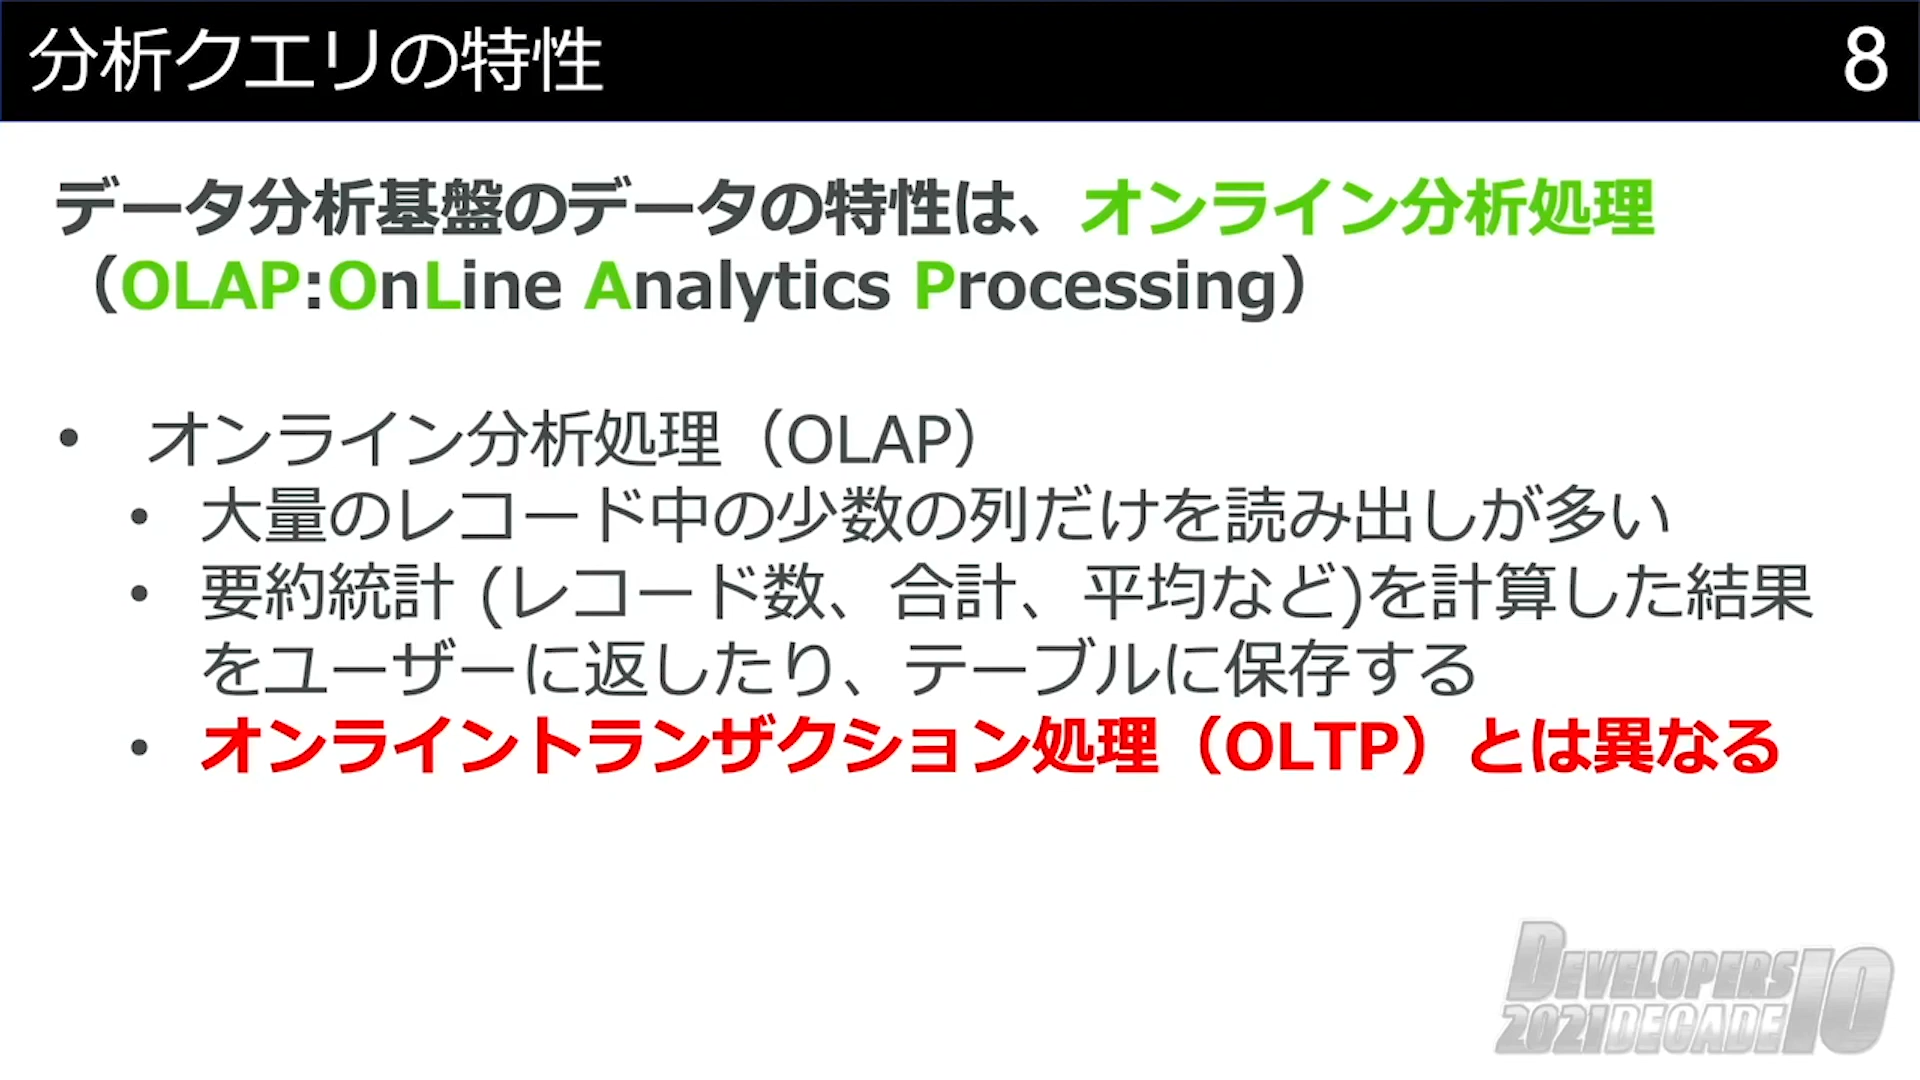 分析クエリの特性
8
データ分析基盤のデータの特性は、オンライン分析処理
（OLAP:OnLine Analytics Processing）
• オンライン分析処理（OLAP）
• 大量のレコード中の少数の列だけを読み出しが多い
• 要約統計 (レコード数、合計、平均など)を計算した結果
をユーザーに返したり、テーブルに保存する
• オンライントランザクション処理（OLTP）とは異なる
DEVELOPERS
2021 DECADE 10